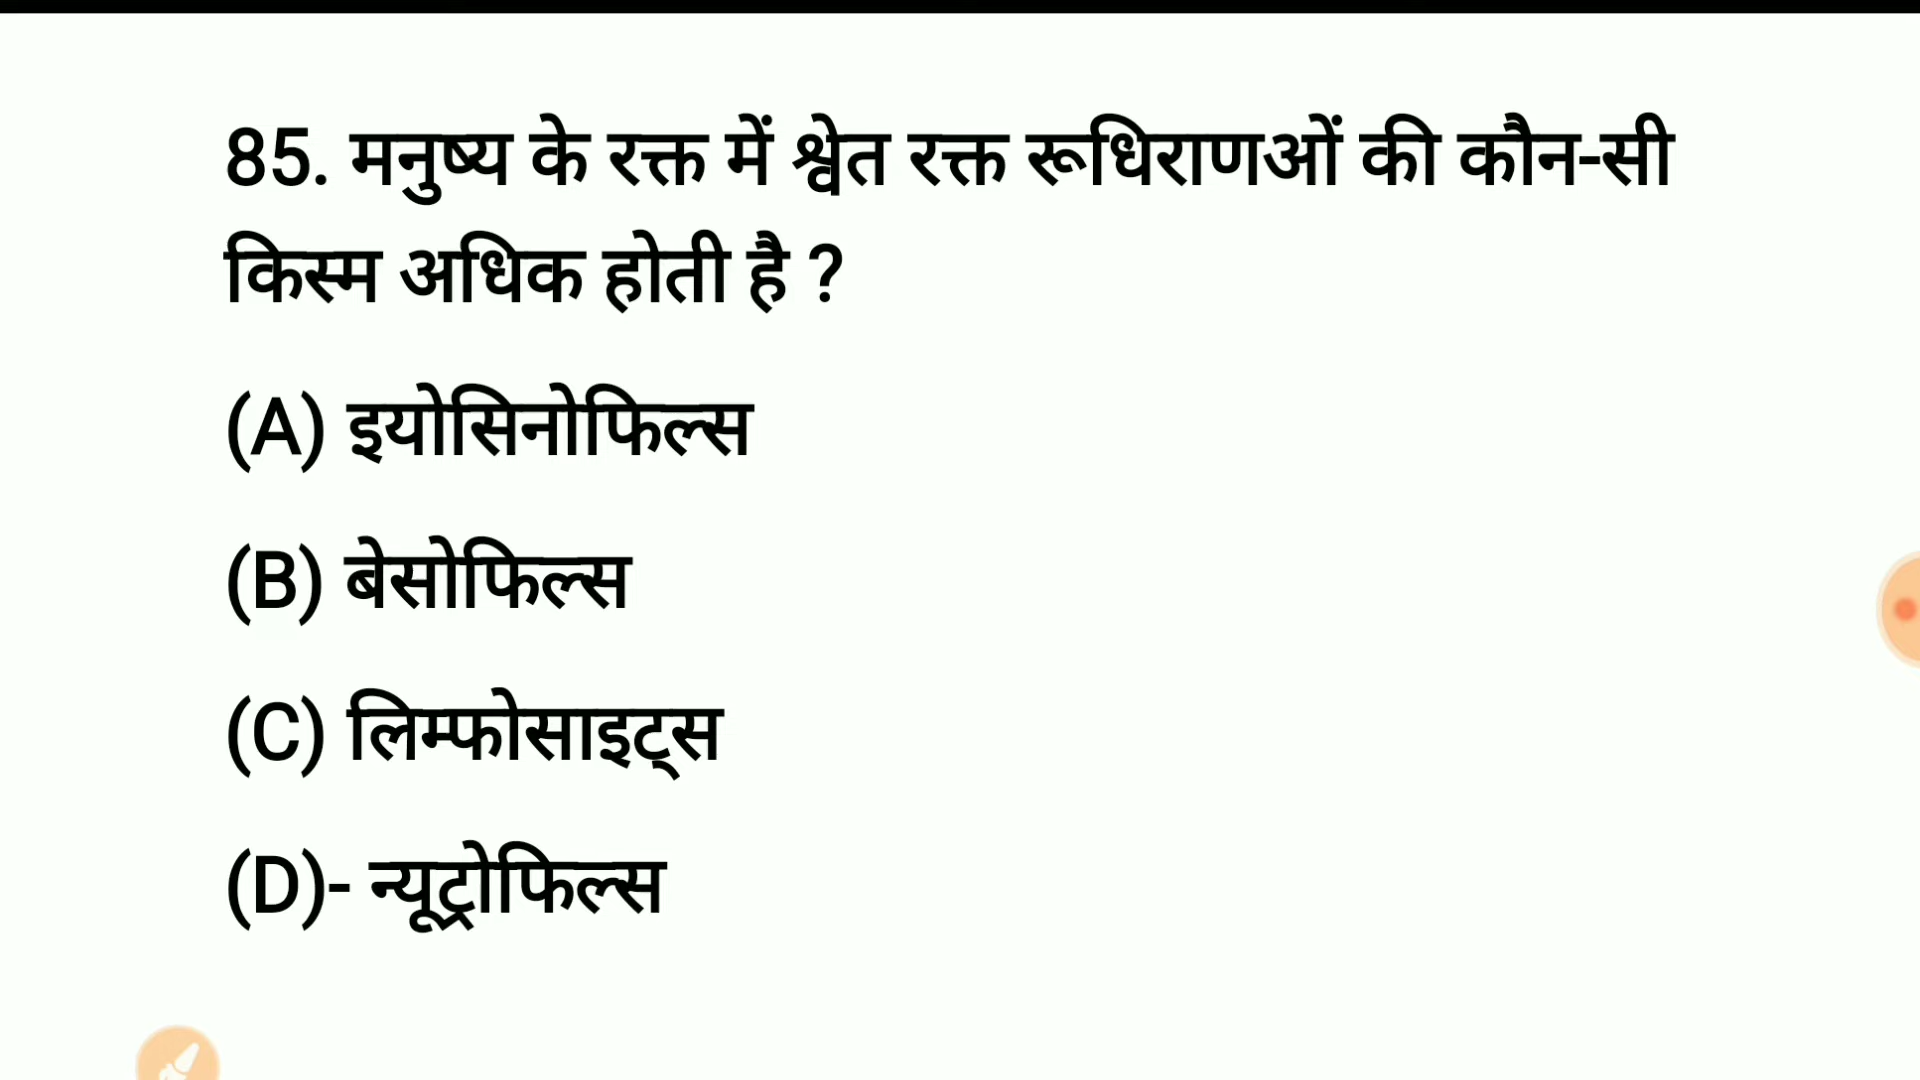 85. मनुष्य के रक्त में श्वेत रक्त रूधिराणओं की कौन-सी
किस्म अधिक होती है ?
(A) इयोसिनोफिल्स
(B) बेसोफिल्स
(C) लिम्फोसाइट्स
(D)- न्यूट्रोफिल्स